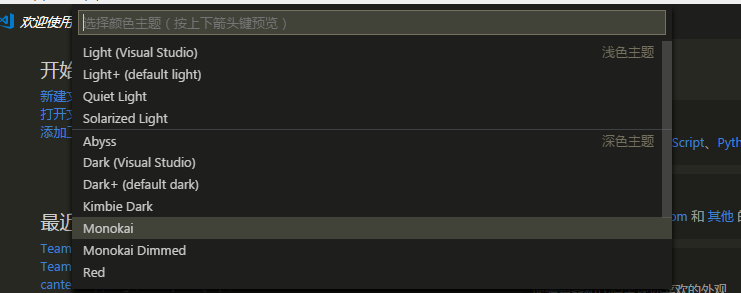 欢迎使用
选择颜色主题（按上下箭头键预览）
Light (Visual Studio) 浅色主题
Light+ (default light)
Quiet Light
Solarized Light
Abyss 深色主题
Dark (Visual Studio)
Dark+ (default dark)
Kimbie Dark
Monokai
Monokai Dimmed
Red
开始
新建
打开
添加
最近
Team
Team
cante
Script、Pyth
om 和 其他 的
欢的外观